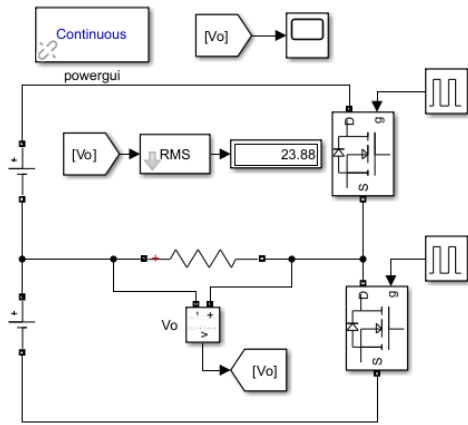 Continuous
powergui
[Vo]
[Vo]
RMS
23.88
D
g
S
+
+
+
Vo
-
+
v
[Vo]
D
g
S